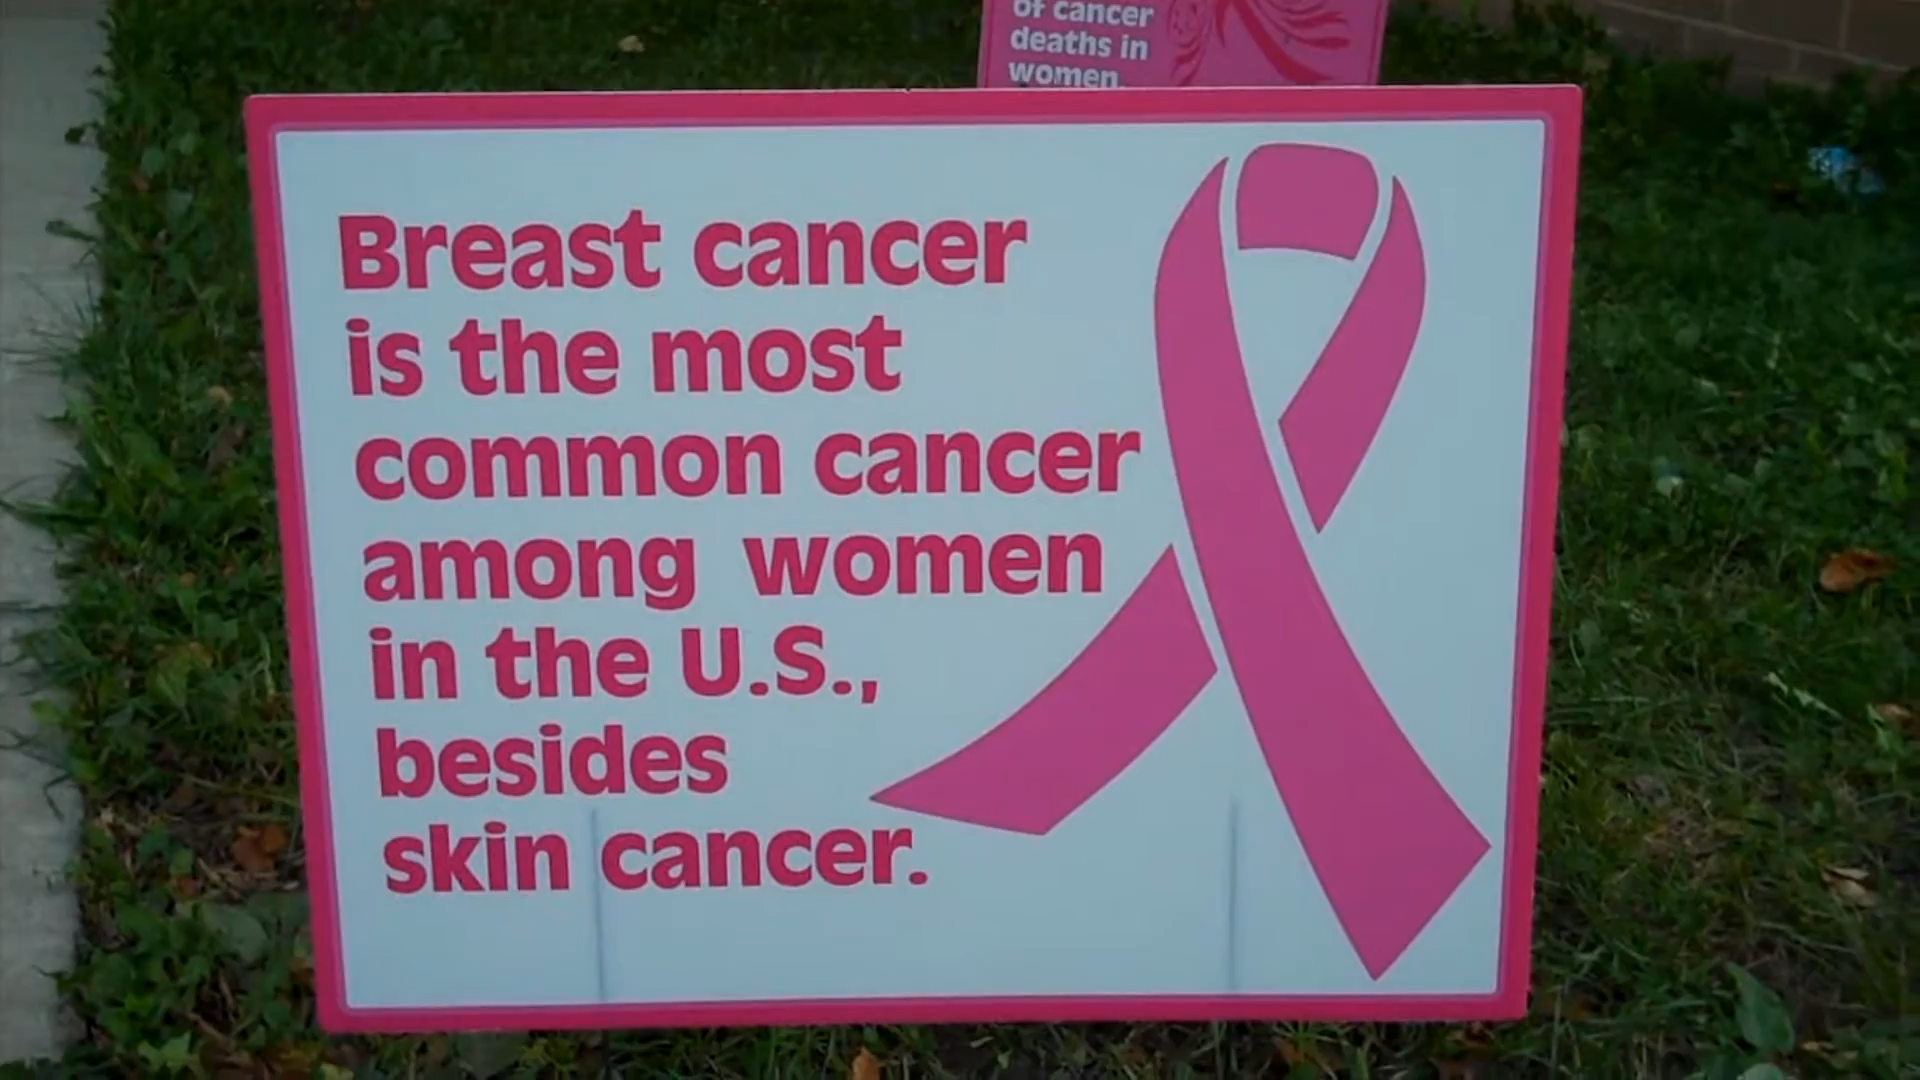 of cancer
deaths in
women.
Breast cancer
is the most
common cancer
among women
in the U.S.,
besides
skin cancer.